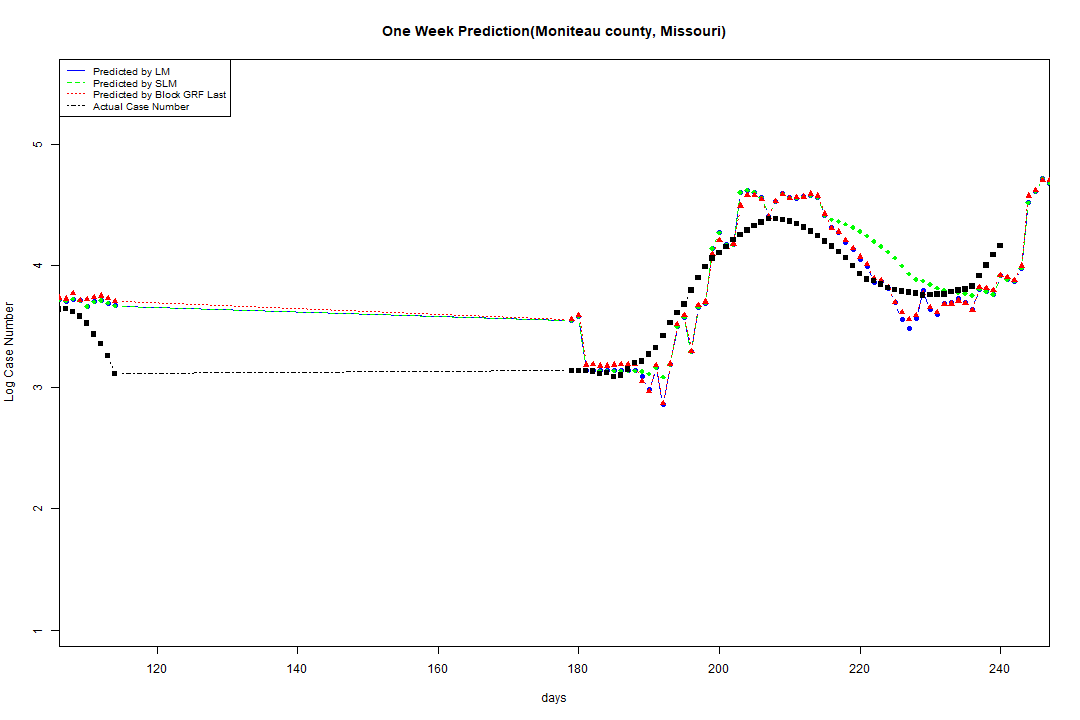 One Week Prediction(Moniteau county, Missouri)
Predicted by LM
Predicted by SLM
Predicted by Block GRF Last
Actual Case Number
5
4
3
2
1
Log Case Number
120 140 160 180 200 220 240
days